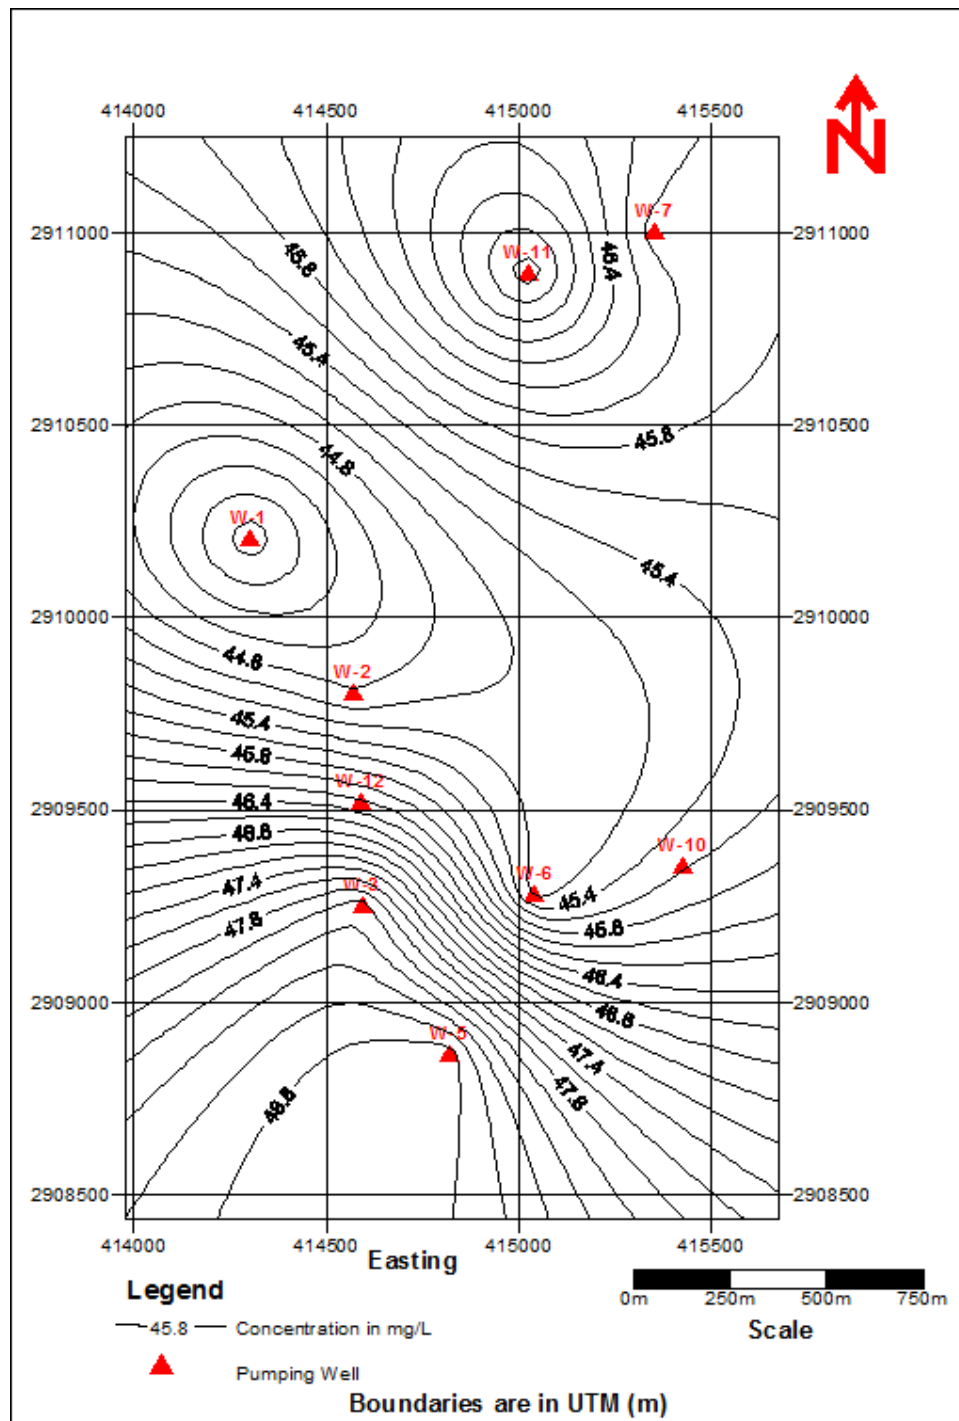 414000 414500 415000 415500
N
W-7
2911000 2911000
W-11
45.8
46.4
45.4
45.8
2910500 2910500
44.8
W-1
45.4
2910000 2910000
44.8
W-2
45.4
45.8
W-12
2909500 46.4 2909500
46.8
W-10
W-6
47.4
W-3
45.4
47.8
45.8
46.4
2909000 46.8 2909000
W-5
47.4
47.8
48.8
2908500 2908500
414000 414500 415000 415500
Easting
Legend
0m 250m 500m 750m
45.8 Concentration in mg/L
Scale
Pumping Well
Boundaries are in UTM (m)